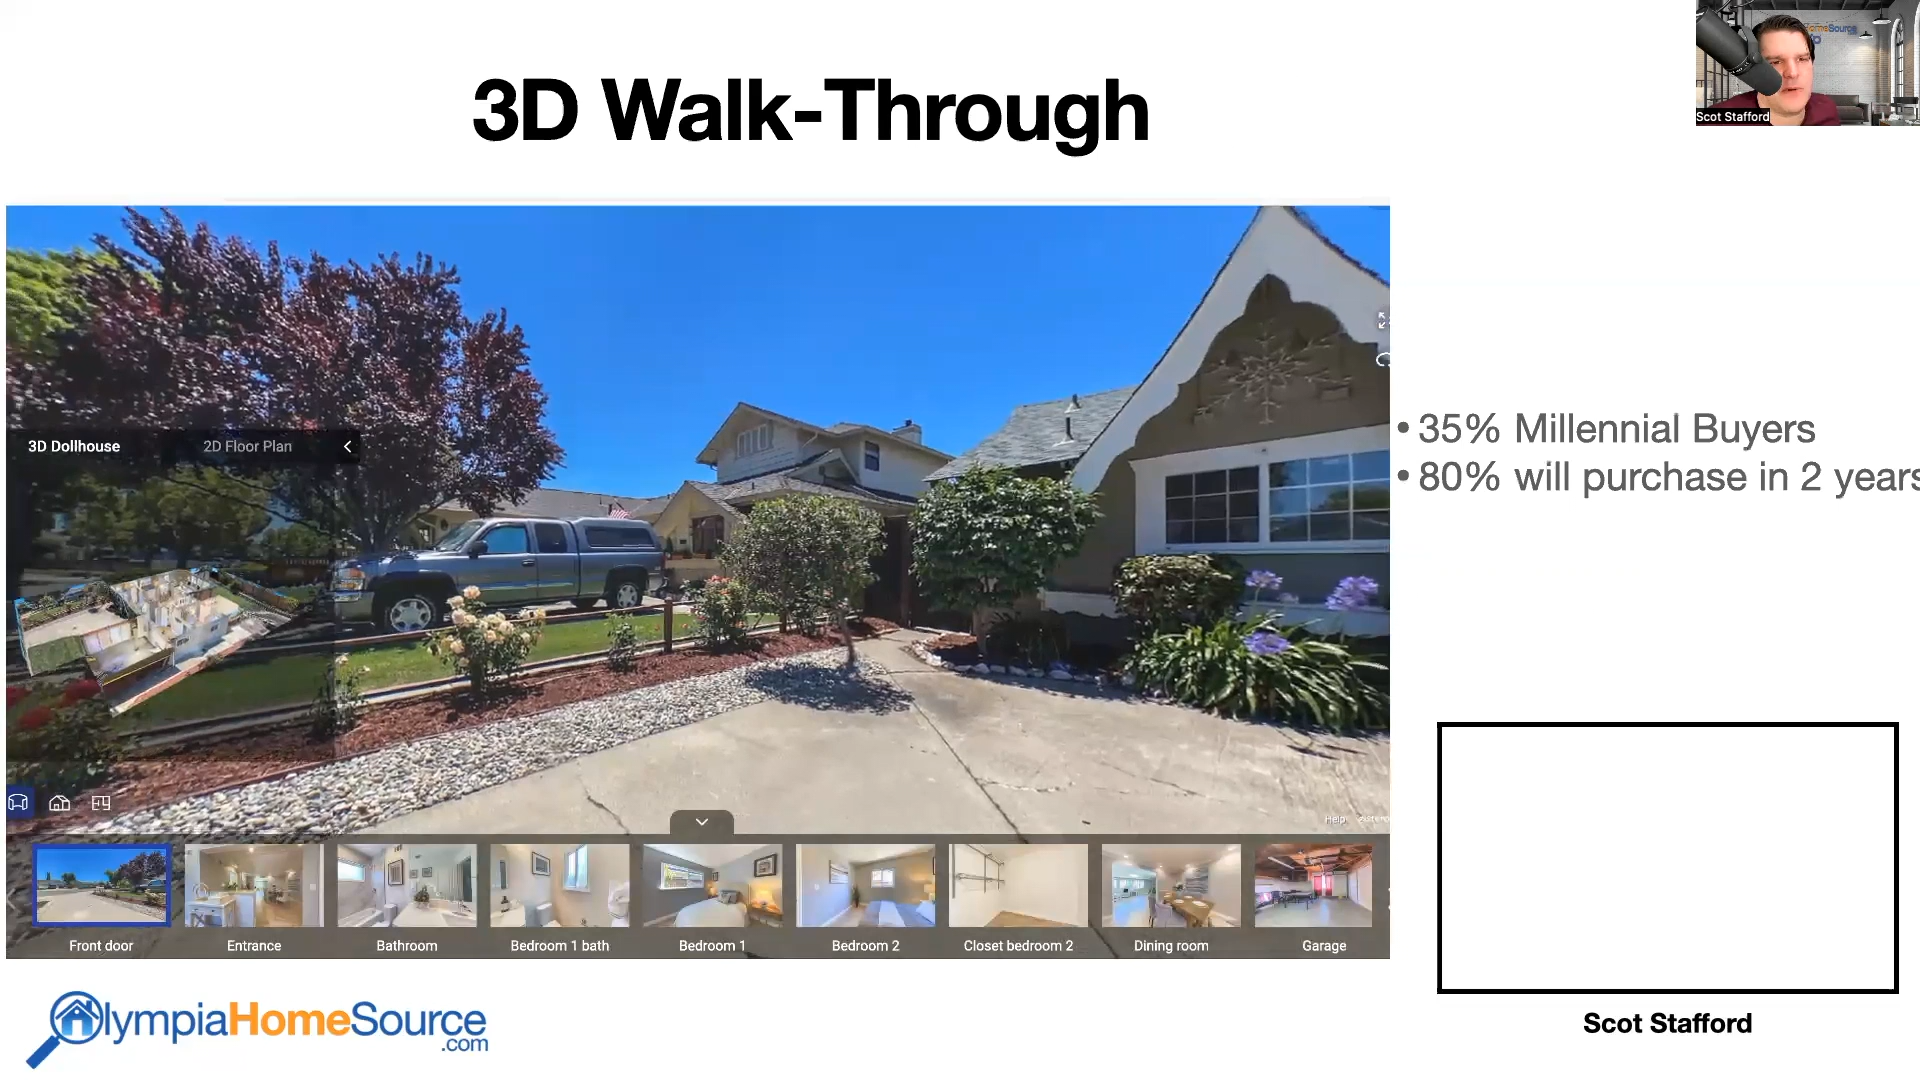 3D Walk-Through
HomeSource
Scot Stafford
3D Dollhouse
2D Floor Plan
• 35% Millennial Buyers
• 80% will purchase in 2 years
Help
Front door
Entrance
Bathroom
Bedroom 1 bath
Bedroom 1
Bedroom 2
Closet bedroom 2
Dining room
Garage
OlympiaHomeSource
.com
Scot Stafford